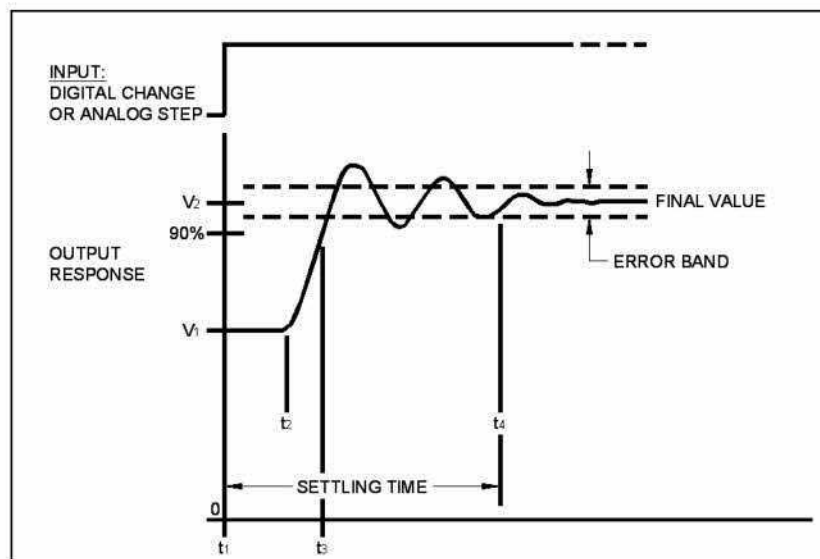 INPUT:
DIGITAL CHANGE
OR ANALOG STEP
V2
FINAL VALUE
90%
OUTPUT
RESPONSE
ERROR BAND
V1
t2
t4
SETTLING TIME
0
t1
t3